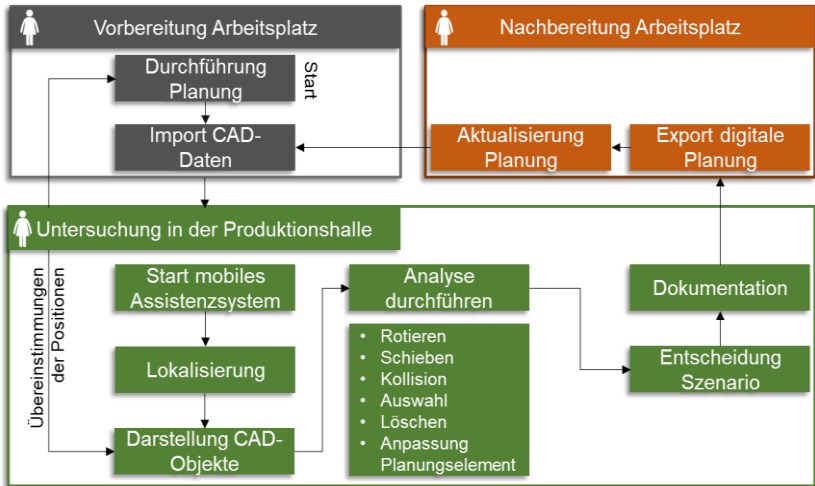 Vorbereitung Arbeitsplatz
Durchführung
Planung
Start
Import CAD-
Daten
Nachbereitung Arbeitsplatz
Aktualisierung
Planung
Export digitale
Planung
Untersuchung in der Produktionshalle
Übereinstimmungen
der Positionen
Start mobiles
Assistenzsystem
Lokalisierung
Darstellung CAD-
Objekte
Analyse
durchführen
• Rotieren
• Schieben
• Kollision
• Auswahl
• Löschen
• Anpassung
Planungselement
Dokumentation
Entscheidung
Szenario